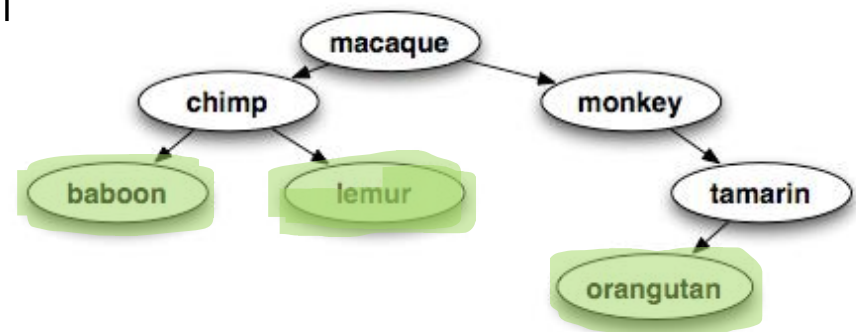 macaque
chimp monkey
baboon lemur tamarin
orangutan